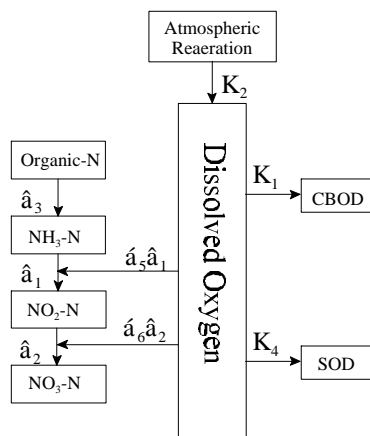 Atmospheric
Reaeration
K₂
Dissolved Oxygen
Organic-N
â₃
NH₃-N
K₁
CBOD
á₅â₁
â₁
NO₂-N
á₆â₂
â₂
K₄
SOD
NO₃-N